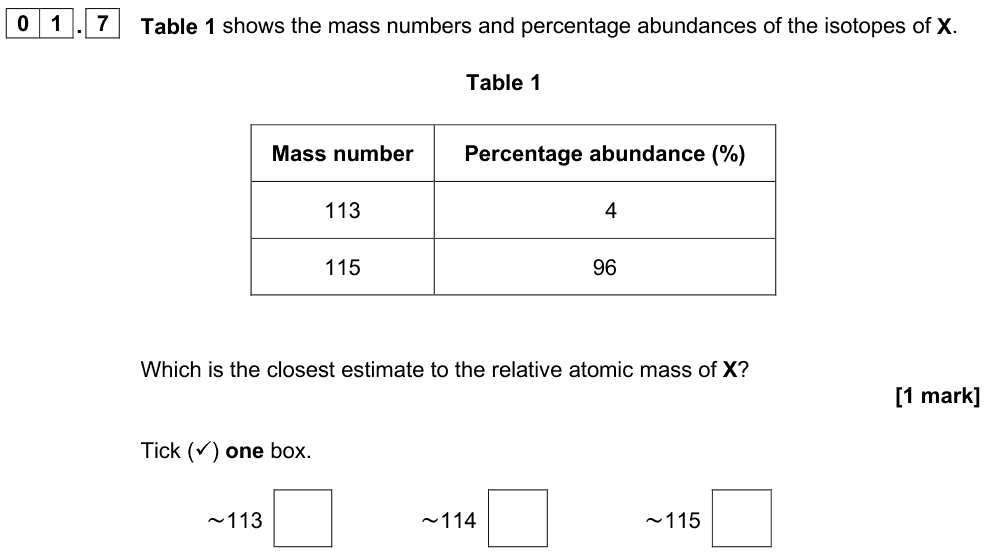 0 1 . 7 Table 1 shows the mass numbers and percentage abundances of the isotopes of X.
Table 1
Mass number Percentage abundance (%)
113 4
115 96
Which is the closest estimate to the relative atomic mass of X?
[1 mark]
Tick (✓) one box.
~113 ~114 ~115